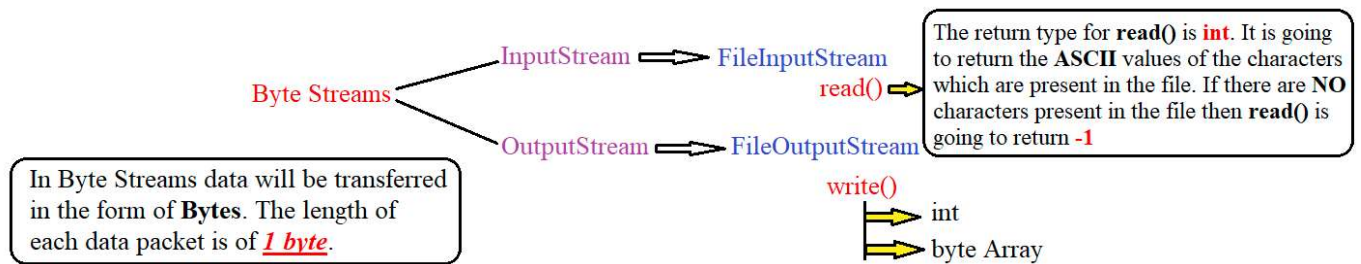 InputStream
FileInputStream
Byte Streams
read()
The return type for read() is int. It is going
to return the ASCII values of the characters
which are present in the file. If there are NO
characters present in the file then read() is
going to return -1
OutputStream
FileOutputStream
In Byte Streams data will be transferred
in the form of Bytes. The length of
each data packet is of 1 byte.
write()
int
byte Array